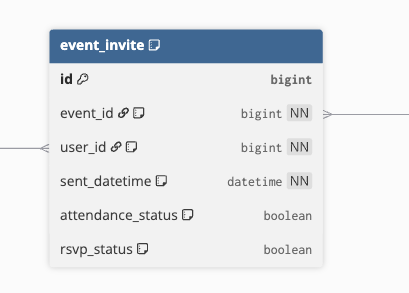 event_invite
id bigint
event_id bigint NN
user_id bigint NN
sent_datetime datetime NN
attendance_status boolean
rsvp_status boolean